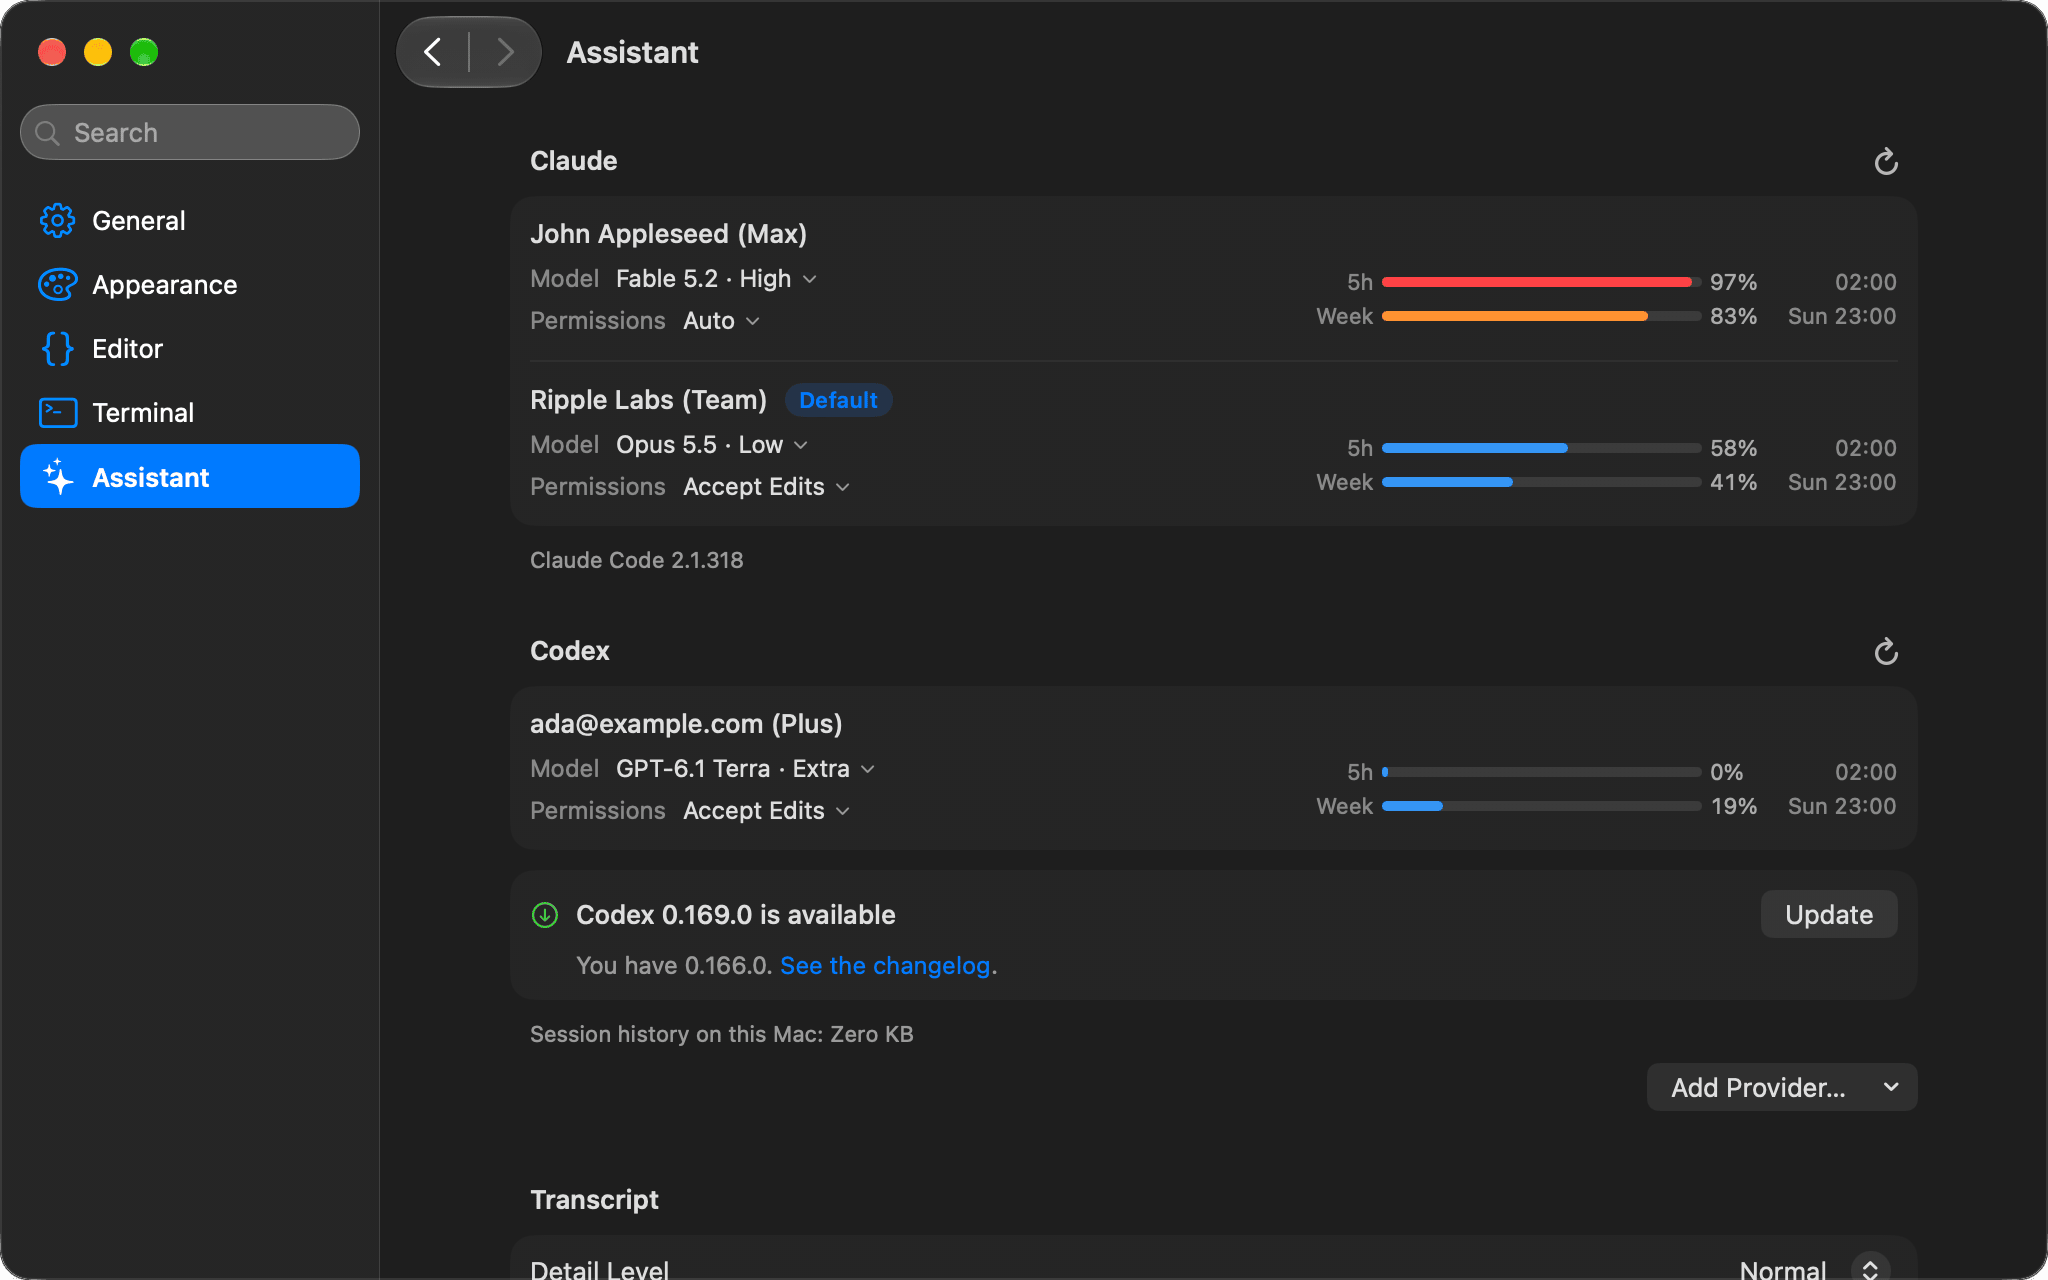 Assistant
Search
General
Appearance
Editor
Terminal
Assistant
Claude
John Appleseed (Max)
Model Fable 5.2 · High
Permissions Auto
5h 97% 02:00
Week 83% Sun 23:00
Ripple Labs (Team) Default
Model Opus 5.5 · Low
Permissions Accept Edits
5h 58% 02:00
Week 41% Sun 23:00
Claude Code 2.1.318
Codex
ada@example.com (Plus)
Model GPT-6.1 Terra · Extra
Permissions Accept Edits
5h 0% 02:00
Week 19% Sun 23:00
Codex 0.169.0 is available
Update
You have 0.166.0. See the changelog.
Session history on this Mac: Zero KB
Add Provider...
Transcript
Detail Level Normal